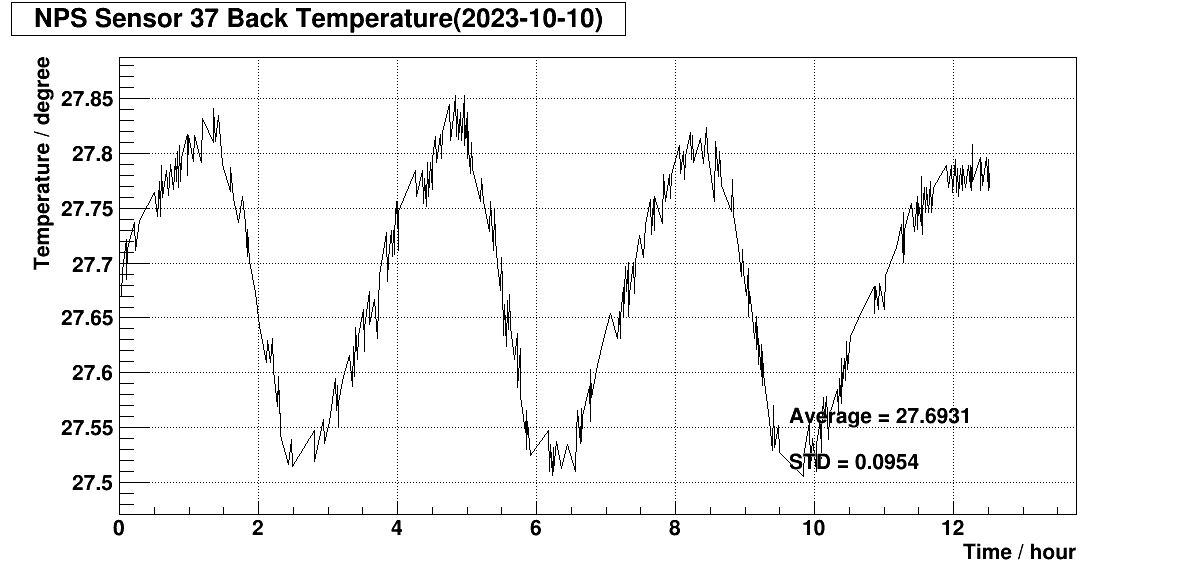 NPS Sensor 37 Back Temperature(2023-10-10)
Temperature / degree
27.85
27.8
27.75
27.7
27.65
27.6
27.55
27.5
Average = 27.6931
STD = 0.0954
0 2 4 6 8 10 12
Time / hour